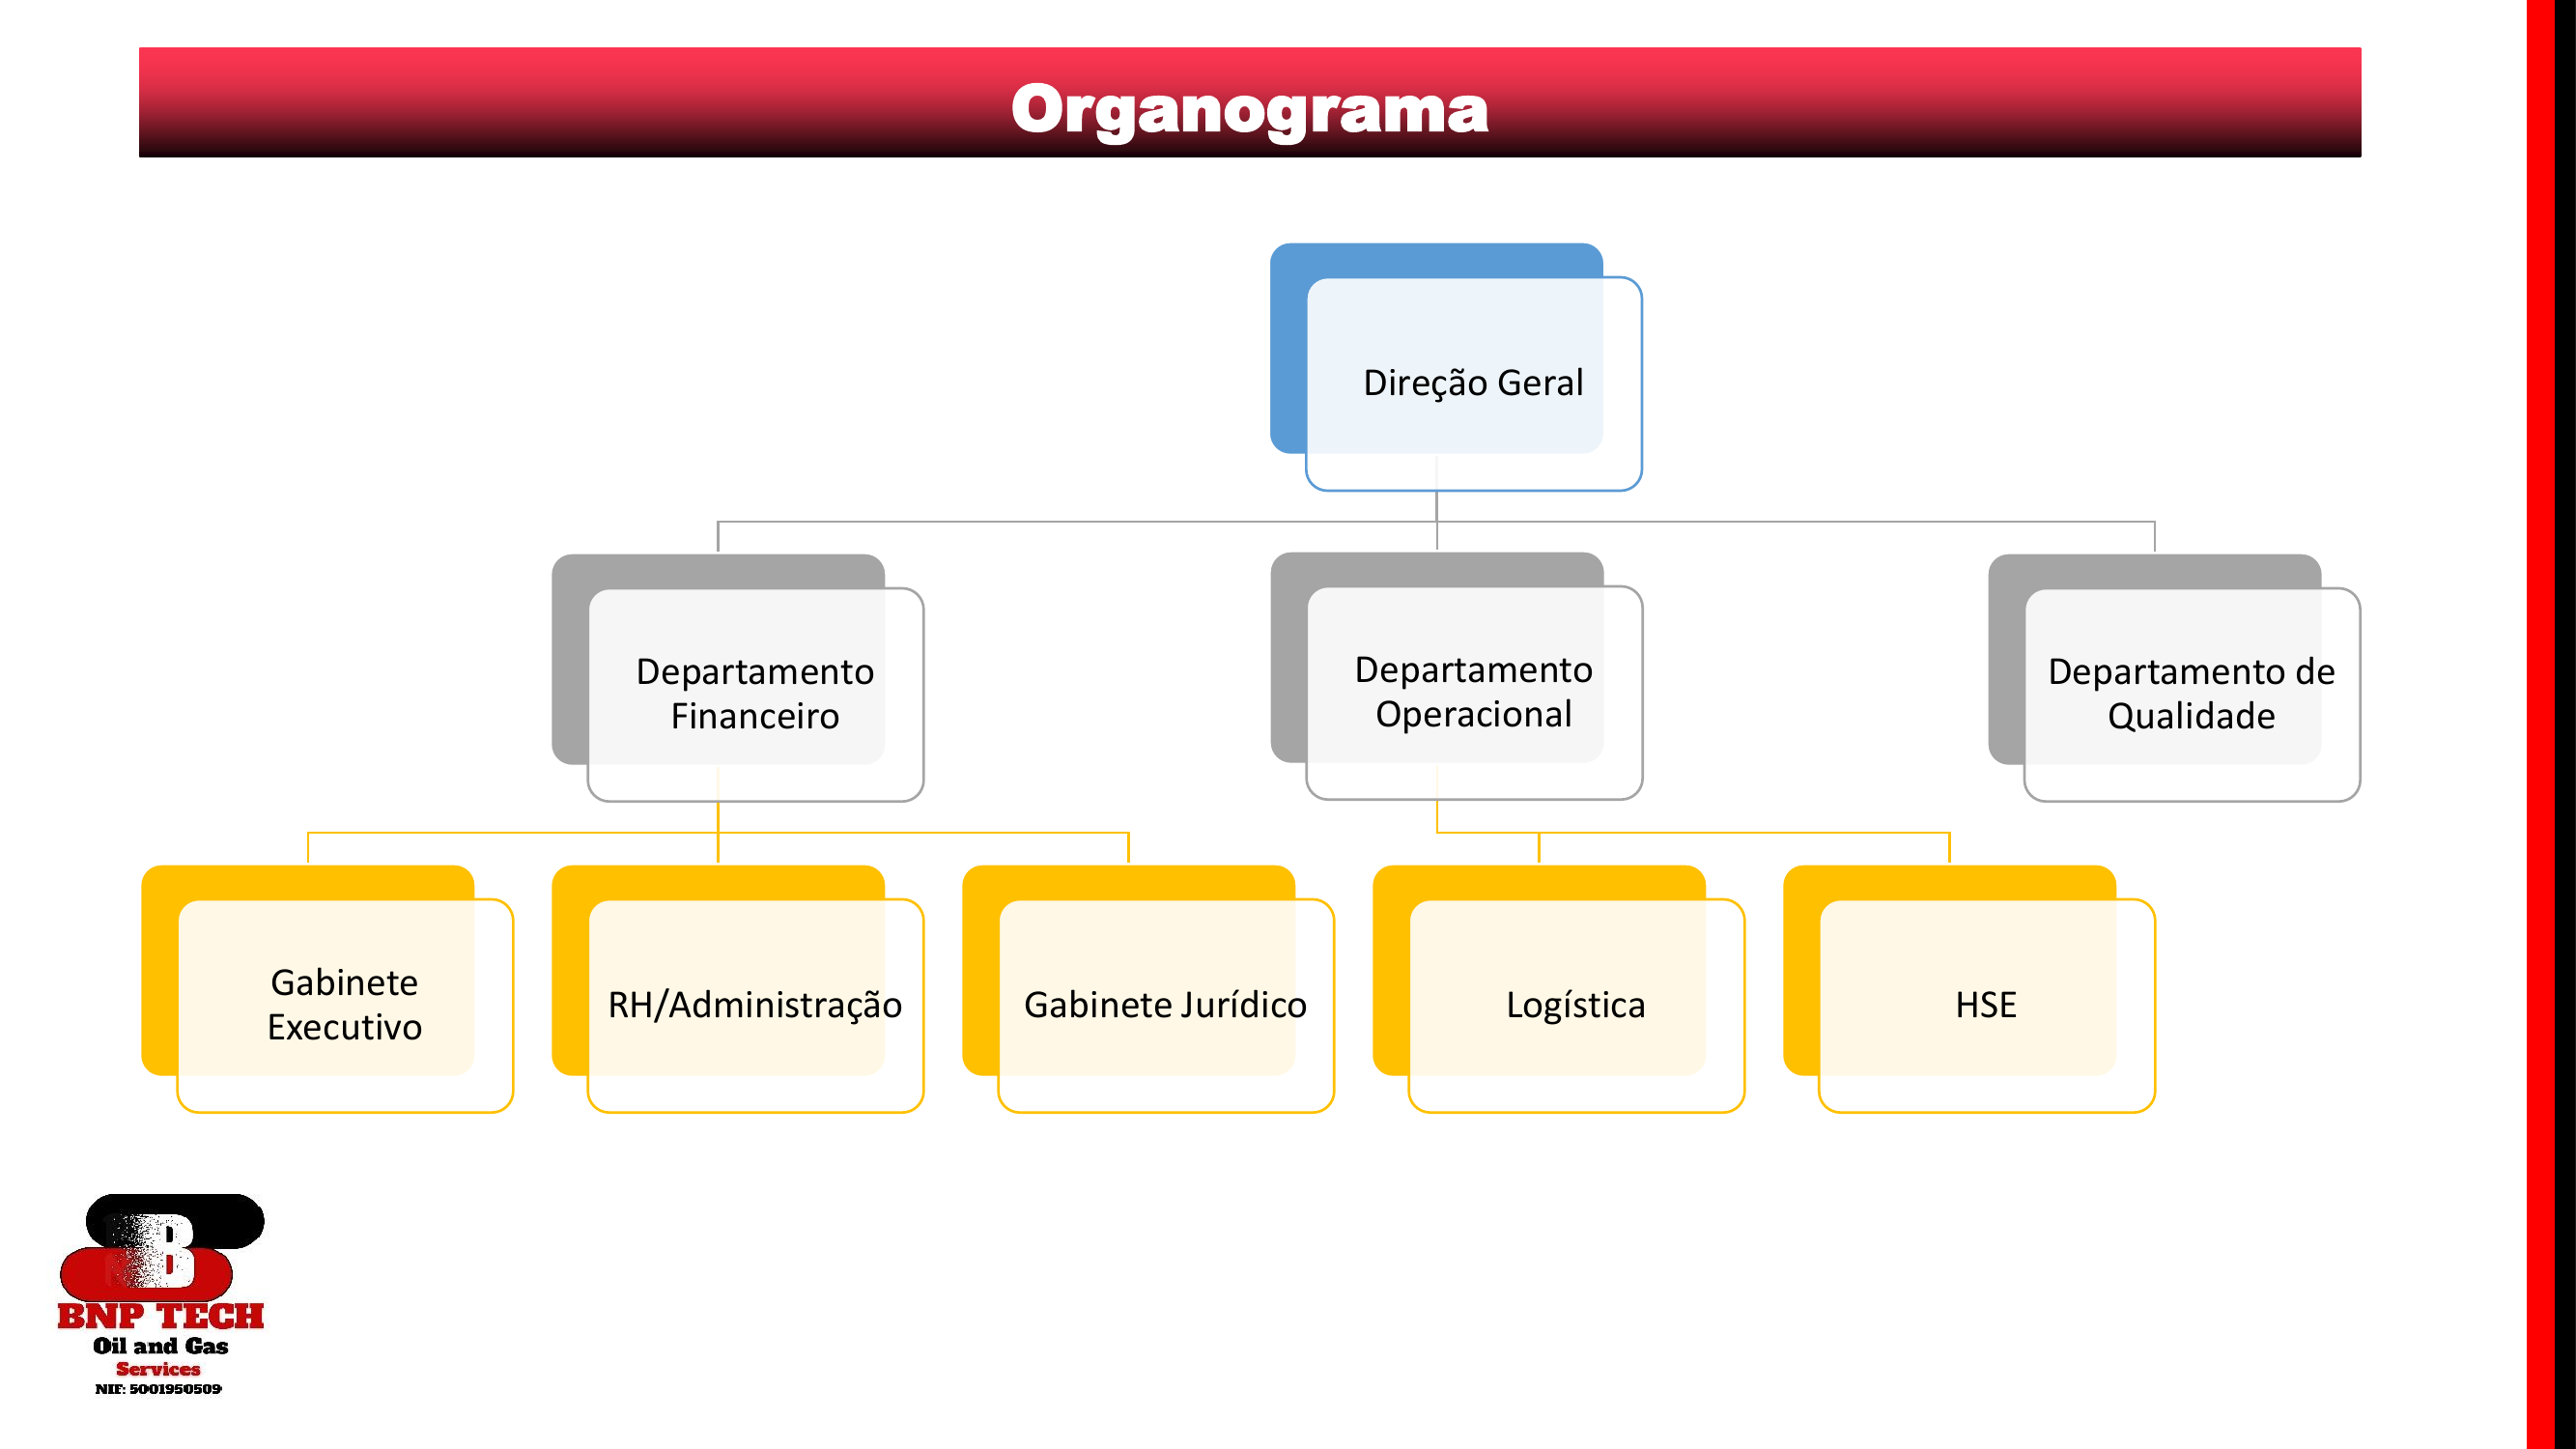 Organograma
Direção Geral
Departamento
Financeiro
Departamento
Operacional
Departamento de
Qualidade
Gabinete
Executivo
RH/Administração
Gabinete Jurídico
Logística
HSE
B
BNP TECH
Oil and Gas
Services
NIF: 5001950509